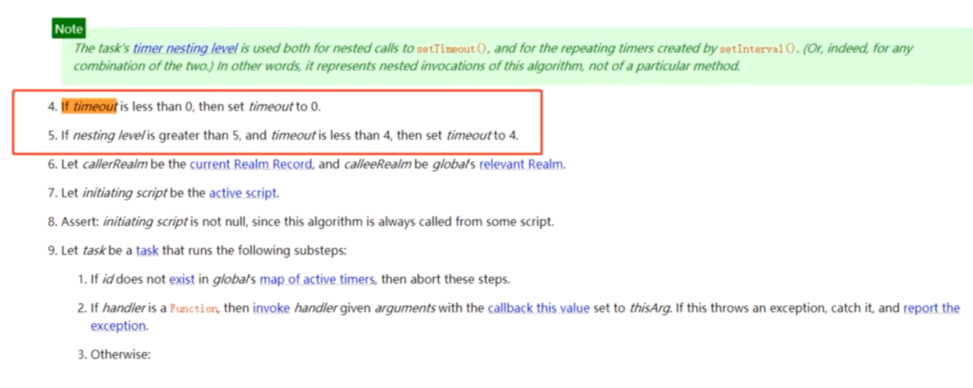 Note
The task's timer nesting level is used both for nested calls to setTimeout(), and for the repeating timers created by setInterval(). (Or, indeed, for any
combination of the two.) In other words, it represents nested invocations of this algorithm, not of a particular method.
4. If timeout is less than 0, then set timeout to 0.
5. If nesting level is greater than 5, and timeout is less than 4, then set timeout to 4.
6. Let callerRealm be the current Realm Record, and calleeRealm be global's relevant Realm.
7. Let initiating script be the active script.
8. Assert: initiating script is not null, since this algorithm is always called from some script.
9. Let task be a task that runs the following substeps:
1. If id does not exist in global's map of active timers, then abort these steps.
2. If handler is a Function, then invoke handler given arguments with the callback this value set to thisArg. If this throws an exception, catch it, and report the
exception.
3. Otherwise: